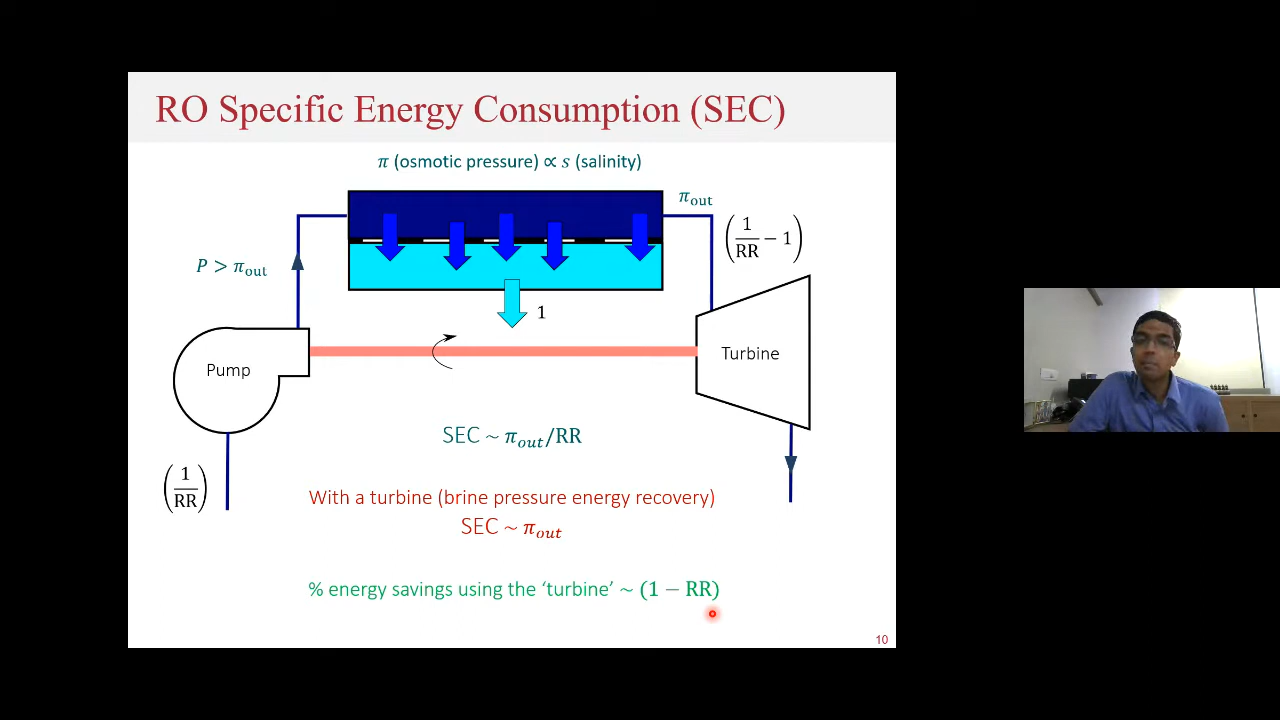 RO Specific Energy Consumption (SEC)
π (osmotic pressure) ∝ s (salinity)
π_out
(1/RR − 1)
P > π_out
1
Pump
Turbine
SEC ~ π_out/RR
(1/RR)
With a turbine (brine pressure energy recovery)
SEC ~ π_out
% energy savings using the ‘turbine’ ~ (1 − RR)
10